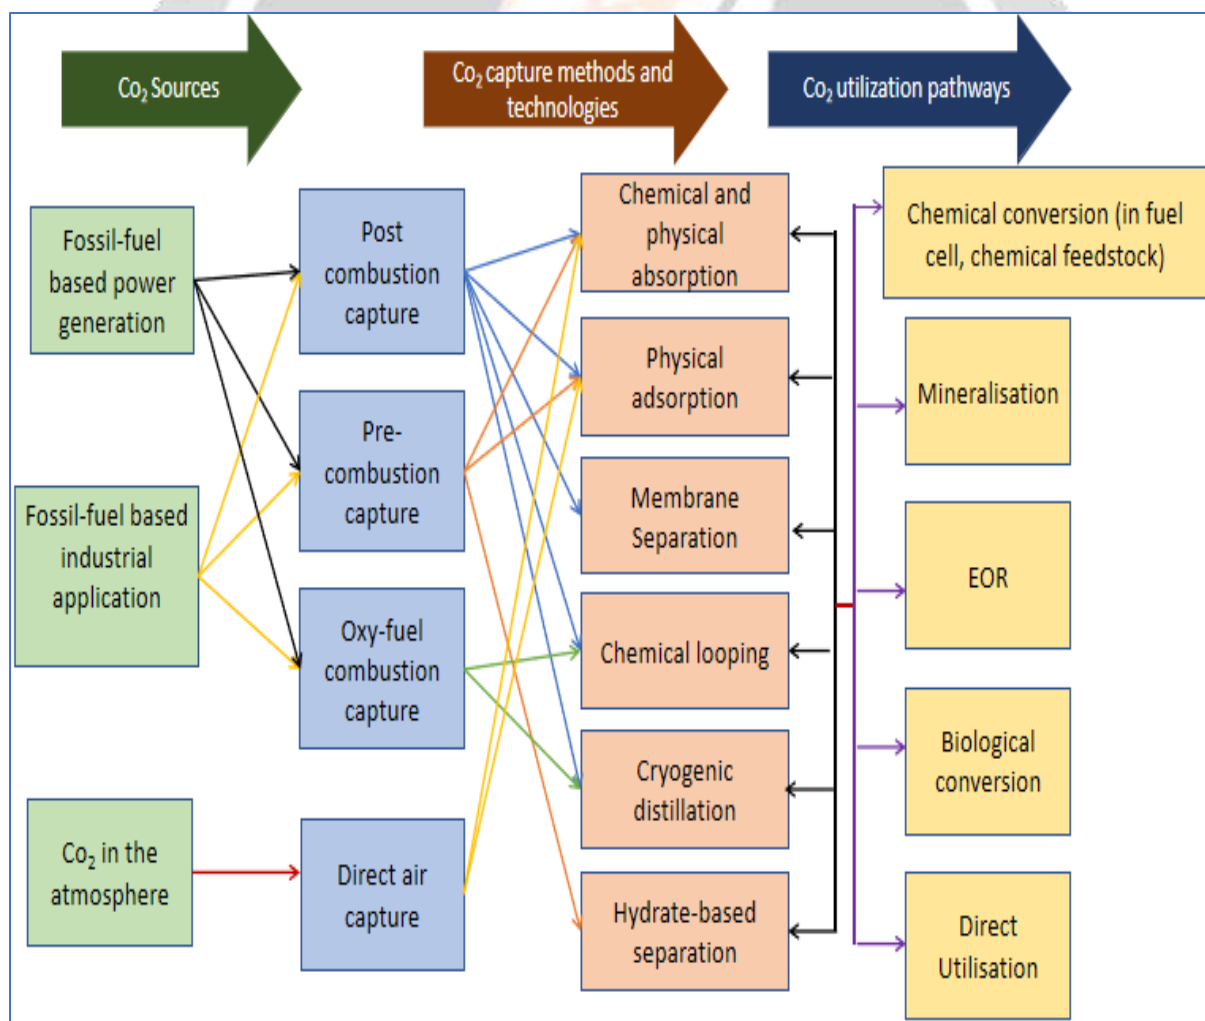 Co₂ Sources
Co₂ capture methods and
technologies
Co₂ utilization pathways
Fossil-fuel
based power
generation
Fossil-fuel based
industrial
application
Co₂ in the
atmosphere
Post
combustion
capture
Pre-
combustion
capture
Oxy-fuel
combustion
capture
Direct air
capture
Chemical and
physical
absorption
Physical
adsorption
Membrane
Separation
Chemical looping
Cryogenic
distillation
Hydrate-based
separation
Chemical conversion (in fuel
cell, chemical feedstock)
Mineralisation
EOR
Biological
conversion
Direct
Utilisation